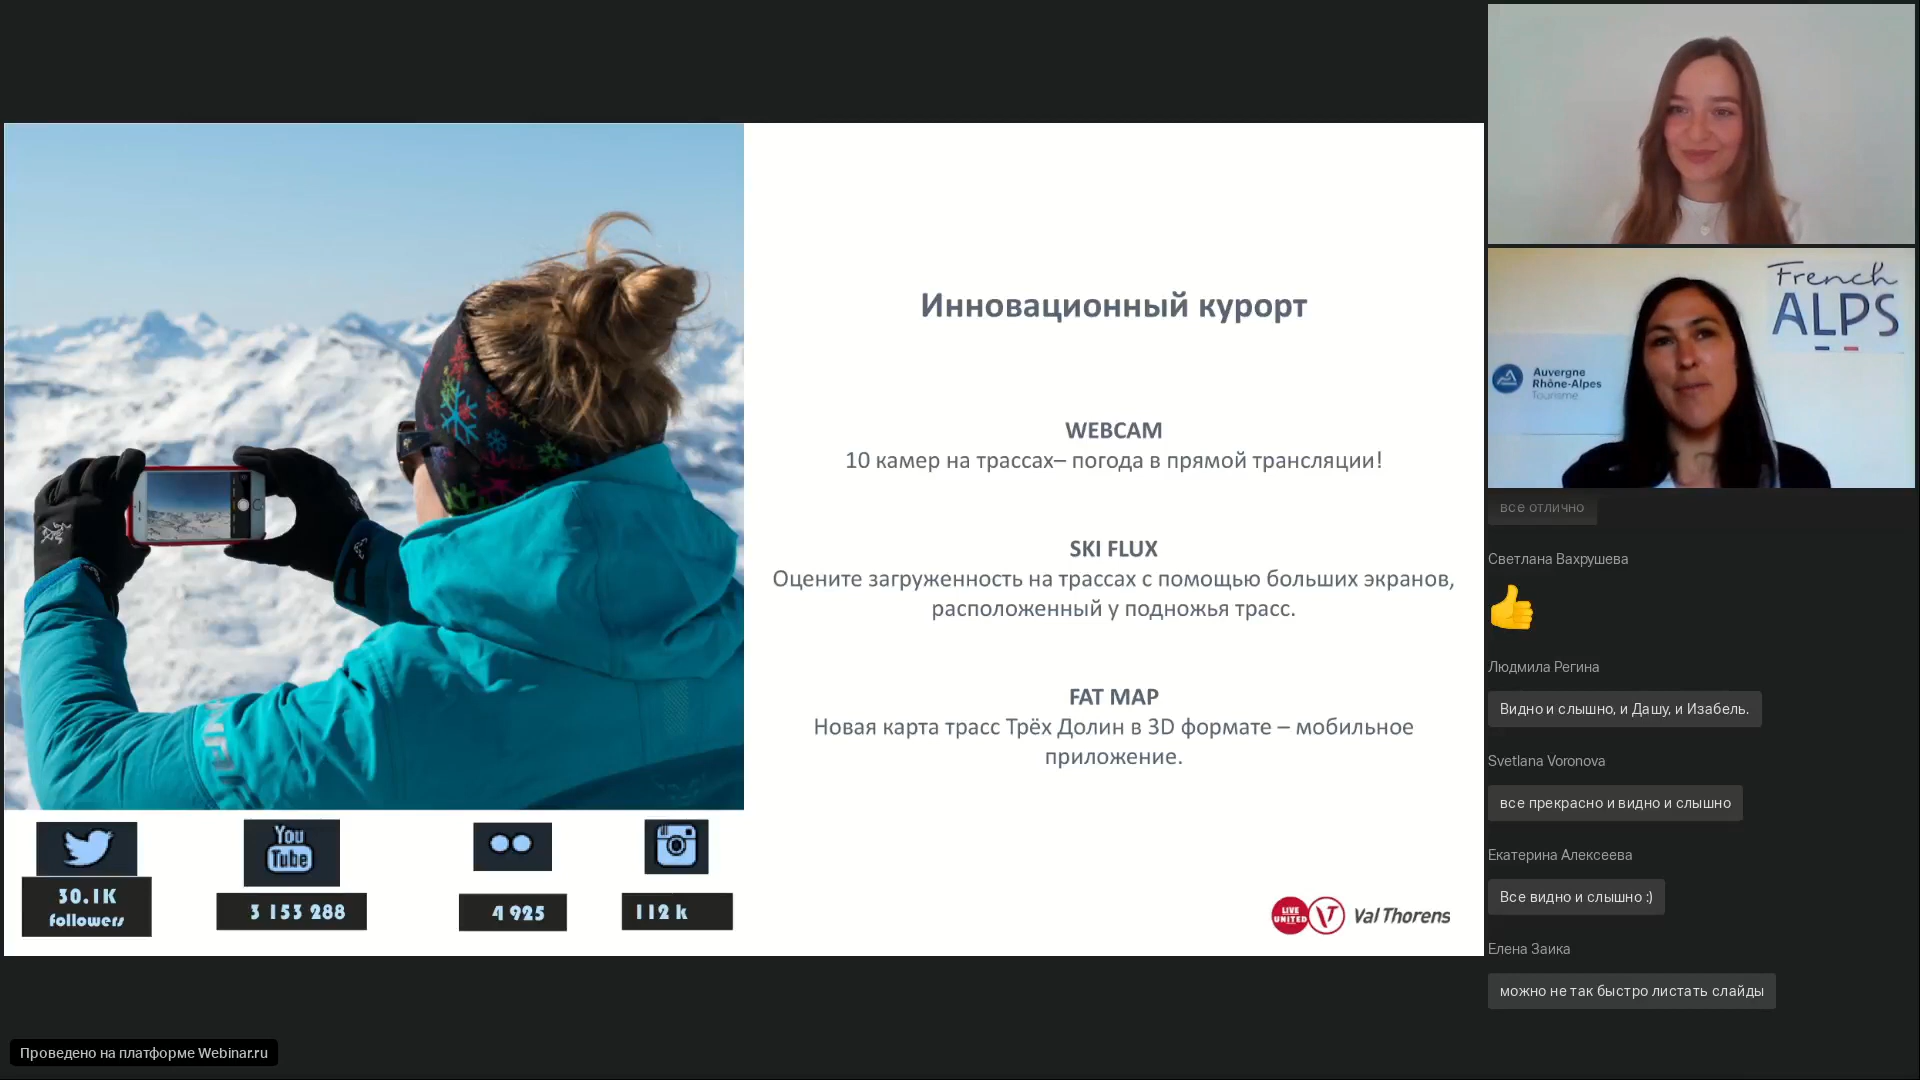 Инновационный курорт
WEBCAM
10 камер на трассах– погода в прямой трансляции!
SKI FLUX
Оцените загруженность на трассах с помощью больших экранов,
расположенный у подножья трасс.
FAT MAP
Новая карта трасс Трёх Долин в 3D формате – мобильное
приложение.
You
Tube
30.1K
followers
3 153 288
4 925
112 k
LIVE
UNITED
VT
Val Thorens
French
ALPS
Auvergne
Rhône-Alpes
Tourisme
все отлично
Светлана Вахрушева
Людмила Регина
Видно и слышно, и Дашу, и Изабель.
Svetlana Voronova
все прекрасно и видно и слышно
Екатерина Алексеева
Все видно и слышно :)
Елена Заика
можно не так быстро листать слайды
Проведено на платформе Webinar.ru